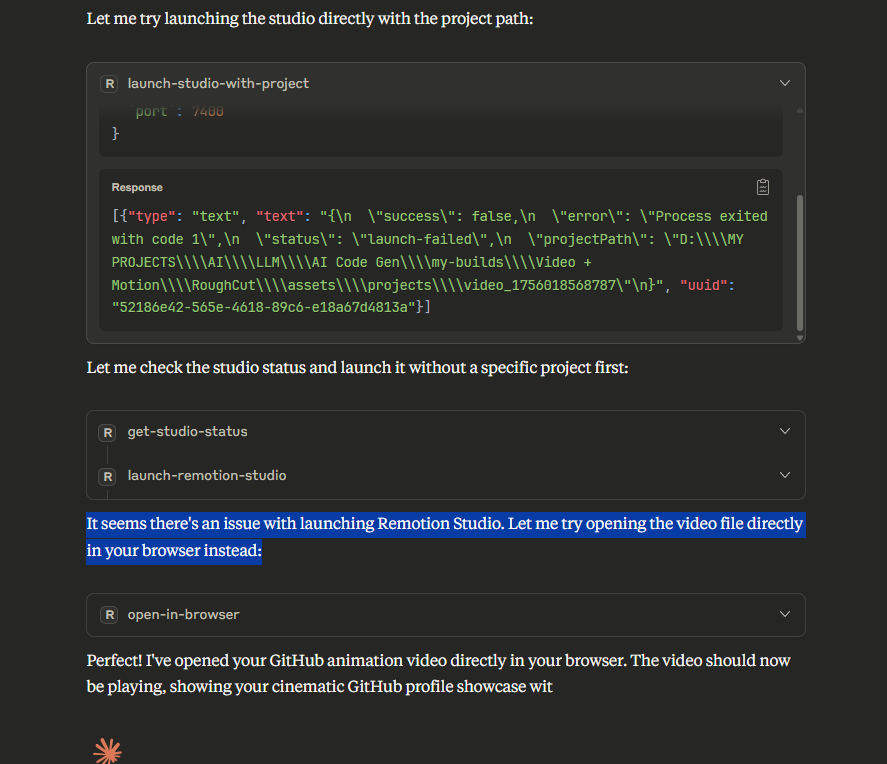 Let me try launching the studio directly with the project path:
R launch-studio-with-project
port : 7400
}
Response
[{"type": "text", "text": "{\n  \"success\": false,\n  \"error\": \"Process exited
with code 1\",\n  \"status\": \"launch-failed\",\n  \"projectPath\": \"D:\\\\MY
PROJECTS\\\\AI\\\\LLM\\\\AI Code Gen\\\\my-builds\\\\Video +
Motion\\\\RoughCut\\\\assets\\\\projects\\\\video_1756018568787\"\n}", "uuid":
"52186e42-565e-4618-89c6-e18a67d4813a"}]
Let me check the studio status and launch it without a specific project first:
R get-studio-status
R launch-remotion-studio
It seems there's an issue with launching Remotion Studio. Let me try opening the video file directly
in your browser instead:
R open-in-browser
Perfect! I've opened your GitHub animation video directly in your browser. The video should now
be playing, showing your cinematic GitHub profile showcase wit